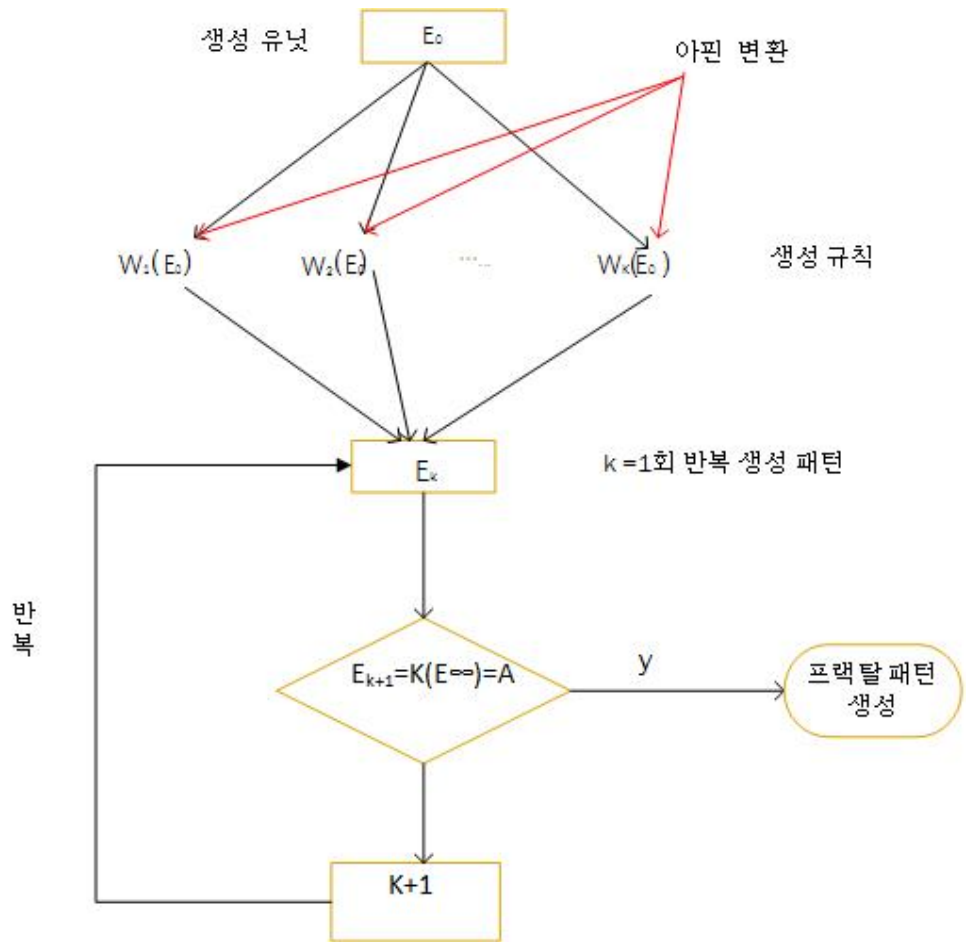 생성 유닛
E₀
아핀 변환
W₁(E₀)
W₂(E₀)
......
Wₖ(E₀)
생성 규칙
Eₖ
k =1회 반복 생성 패턴
반
복
Eₖ₊₁=K(E∞)=A
y
프랙탈 패턴
생성
K+1